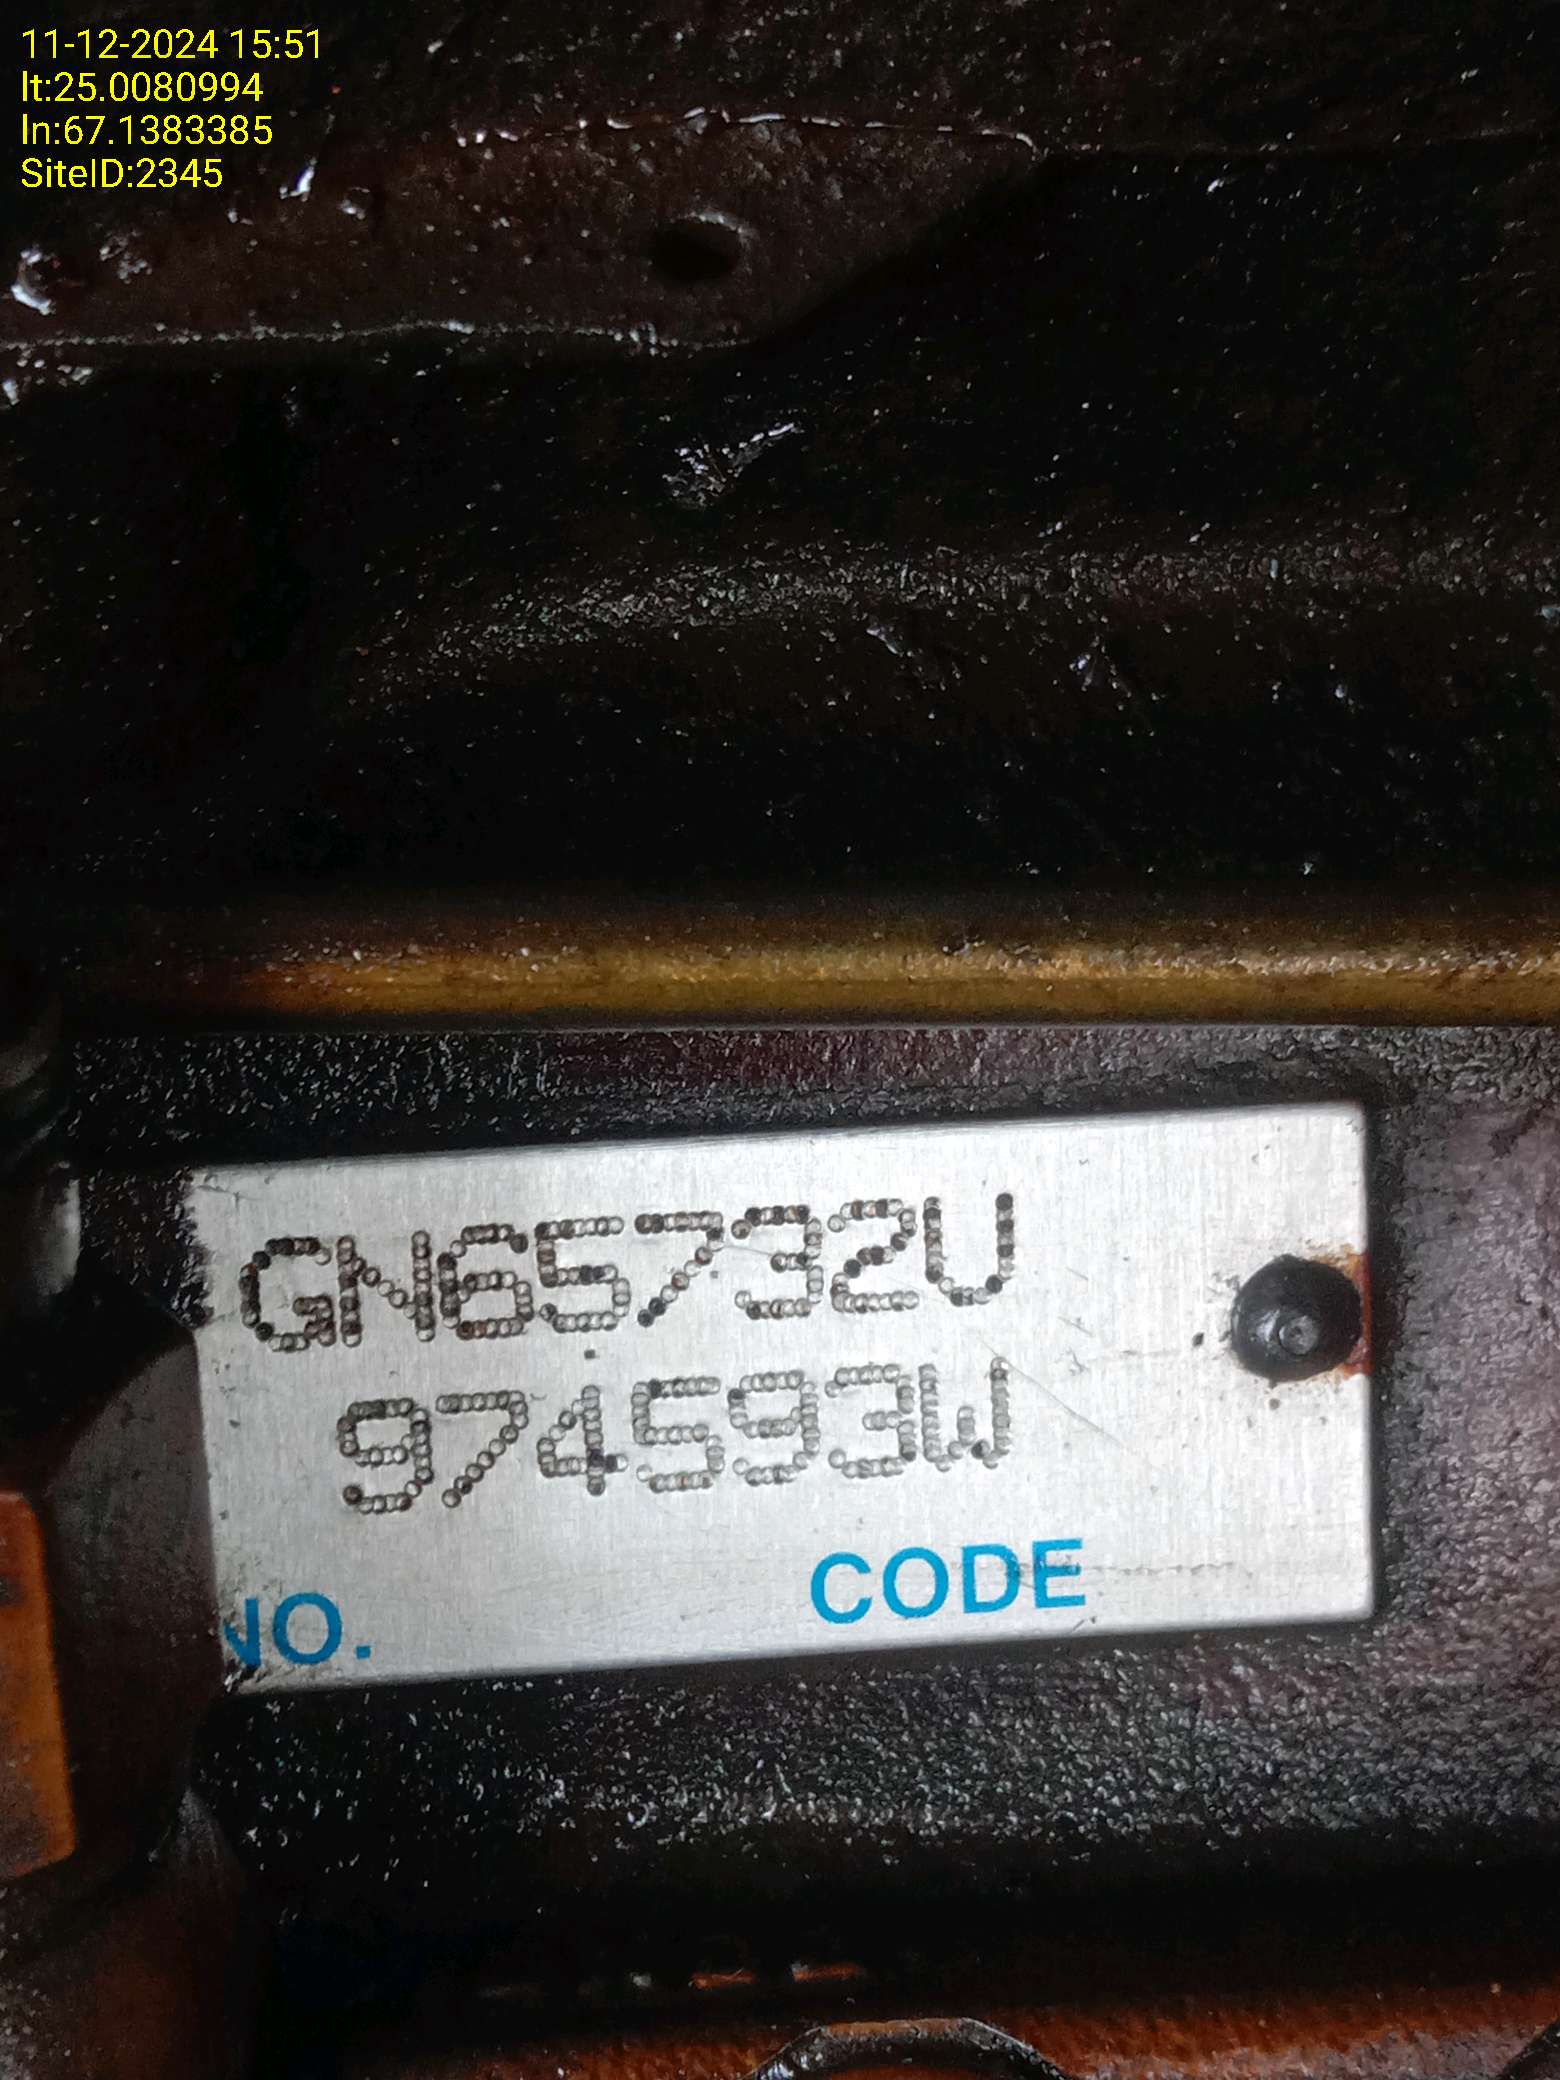 11-12-2024 15:51
lt:25.0080994
ln:67.1383385
SiteID:2345
GN65732U
974593W
NO. CODE